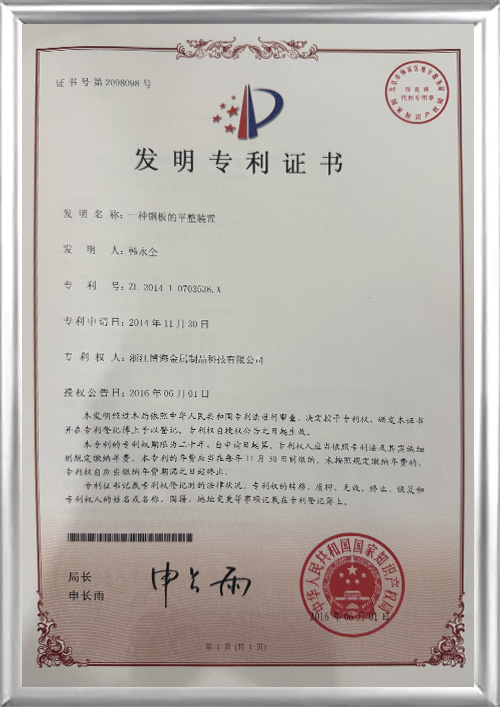 证书号第2098098号
印花税
代扣专用章
发明专利证书
发明名称：一种钢板的平整装置
发明人：韩永仝
专利号：ZL 2014 1 0703538.X
专利申请日：2014年11月30日
专利权人：浙江博海金属制品科技有限公司
授权公告日：2016年06月01日
本发明经过本局依照中华人民共和国专利法进行审查，决定授予专利权，颁发本证书
并在专利登记簿上予以登记。专利权自授权公告之日起生效。
本专利的专利权期限为二十年，自申请日起算。专利权人应当依照专利法及其实施细
则规定缴纳年费。本专利的年费应当在每年11月30日前缴纳。未按照规定缴纳年费的，
专利权自应当缴纳年费期满之日起终止。
专利证书记载专利权登记时的法律状况。专利权的转移、质押、无效、终止、恢复和
专利权人的姓名或名称、国籍、地址变更等事项记载在专利登记簿上。
局长
申长雨
申长雨
中华人民共和国国家知识产权局
2016年06月01日
第1页(共1页)